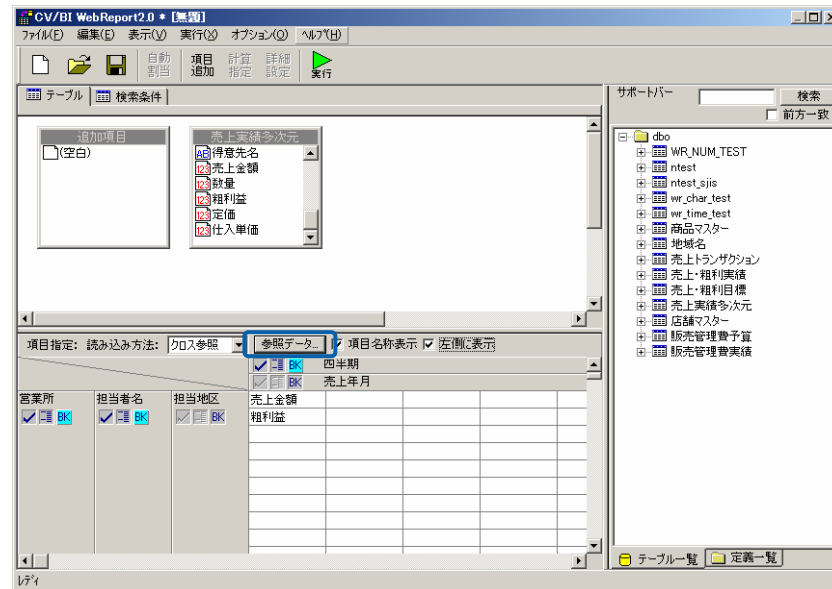 CV/BI WebReport2.0 * [無題]
ファイル(F) 編集(E) 表示(V) 実行(X) オプション(O) ヘルプ(H)
自動割当 項目追加 計算指定 詳細設定 実行
テーブル 検索条件
追加項目
(空白)
売上実績多次元
得意先名
売上金額
数量
粗利益
定価
仕入単価
項目指定: 読み込み方法: クロス参照 参照データ... 項目名称表示 左側に表示
BK 四半期
BK 売上年月
営業所 担当者名 担当地区 売上金額
BK BK BK 粗利益
サポートバー 検索
前方一致
dbo
WR_NUM_TEST
ntest
ntest_sjis
wr_char_test
wr_time_test
商品マスター
地域名
売上トランザクション
売上・粗利実績
売上・粗利目標
売上実績多次元
店舗マスター
販売管理費予算
販売管理費実績
テーブル一覧 定義一覧
レディ